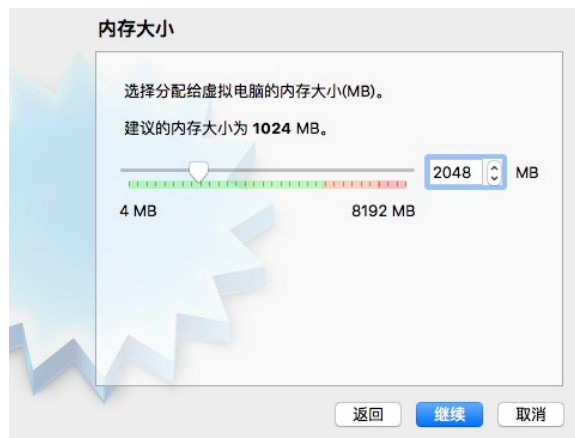 内存大小
选择分配给虚拟电脑的内存大小(MB)。
建议的内存大小为 1024 MB。
2048 MB
4 MB 8192 MB
返回 继续 取消